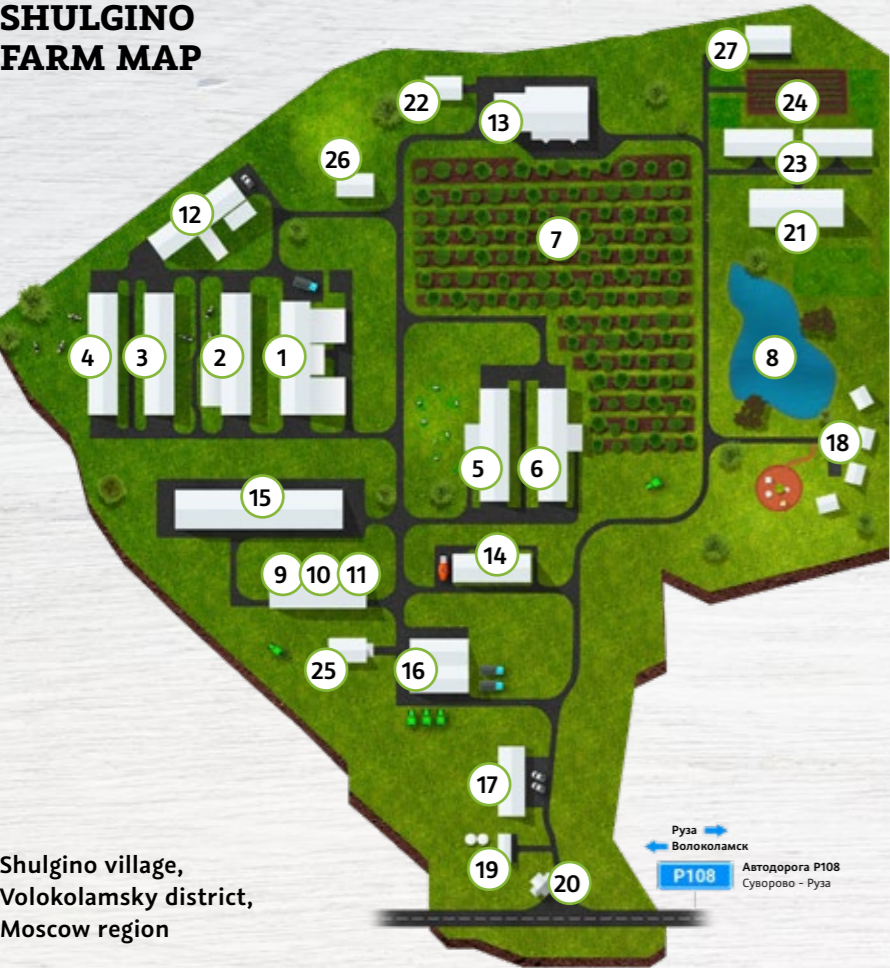 SHULGINO
FARM MAP
27
22
24
13
26
23
12
21
7
4
3
2
1
8
18
5
6
15
14
9 10 11
25
16
17
19
20
Руза
Волоколамск
Р108
Автодорога Р108
Суворово - Руза
Shulgino village,
Volokolamsky district,
Moscow region